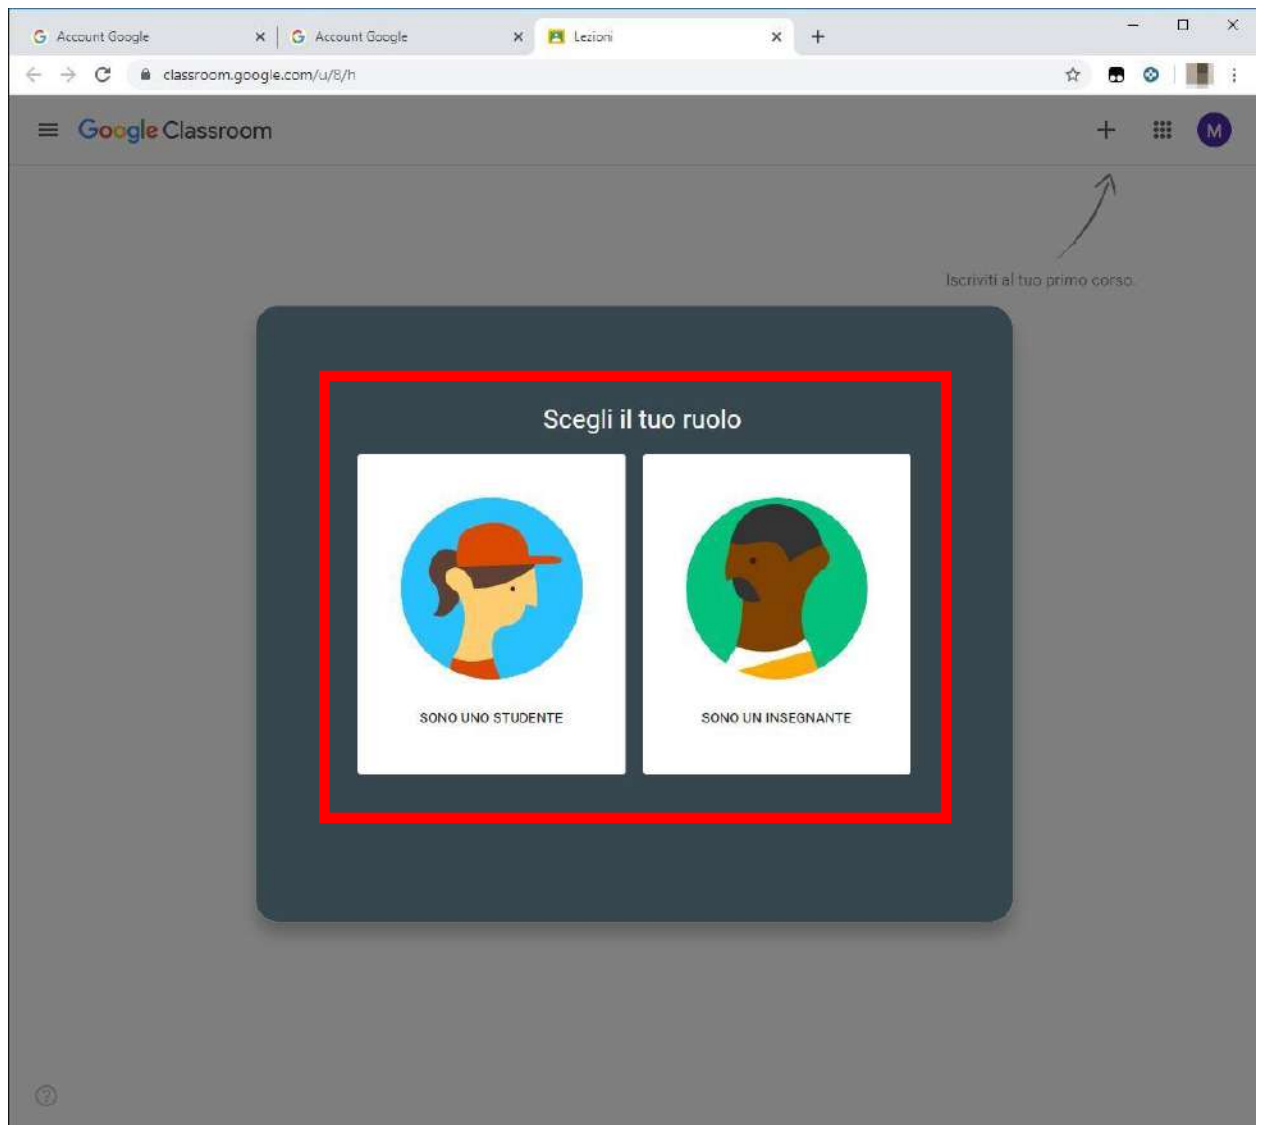 Account Google
Account Google
Lezioni
classroom.google.com/u/8/h
Google Classroom
M
Iscriviti al tuo primo corso.
Scegli il tuo ruolo
SONO UNO STUDENTE
SONO UN INSEGNANTE